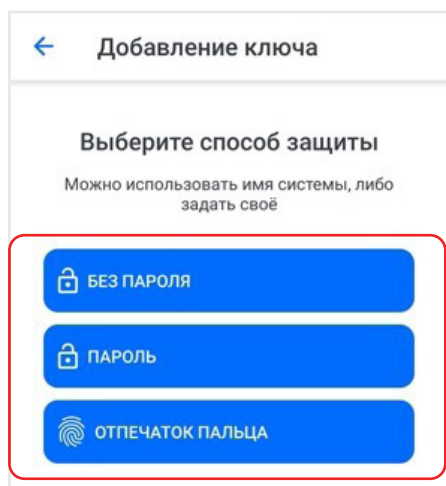 Добавление ключа
Выберите способ защиты
Можно использовать имя системы, либо
задать своё
БЕЗ ПАРОЛЯ
ПАРОЛЬ
ОТПЕЧАТОК ПАЛЬЦА